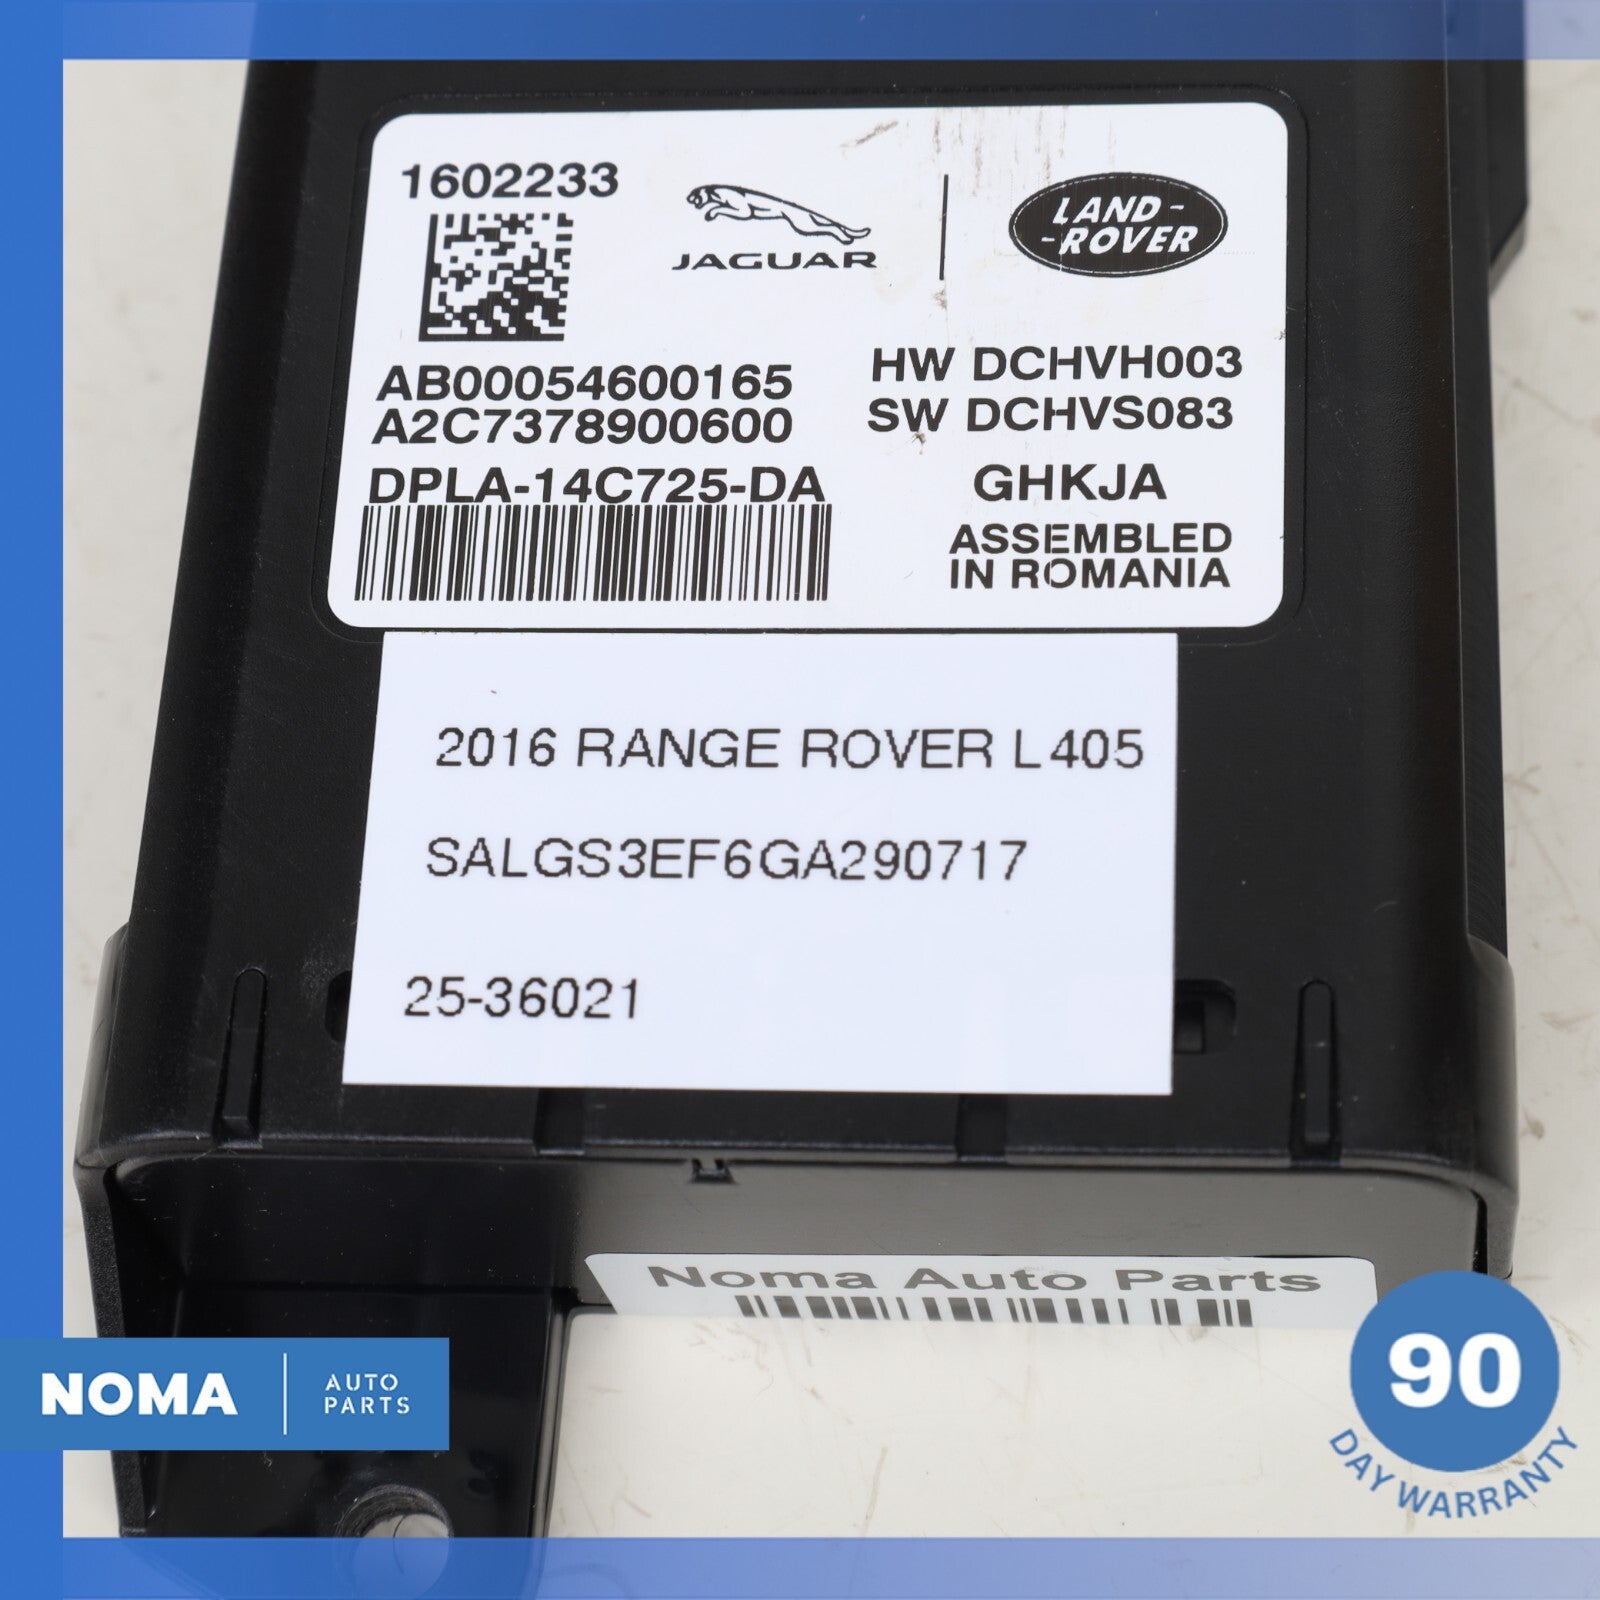 1602233
JAGUAR
LAND-
-ROVER
AB00054600165
A2C7378900600
DPLA-14C725-DA
HW DCHVH003
SW DCHVS083
GHKJA
ASSEMBLED
IN ROMANIA
2016 RANGE ROVER L405
SALGS3EF6GA290717
25-36021
Noma Auto Parts
NOMA
AUTO
PARTS
90
DAY WARRANTY